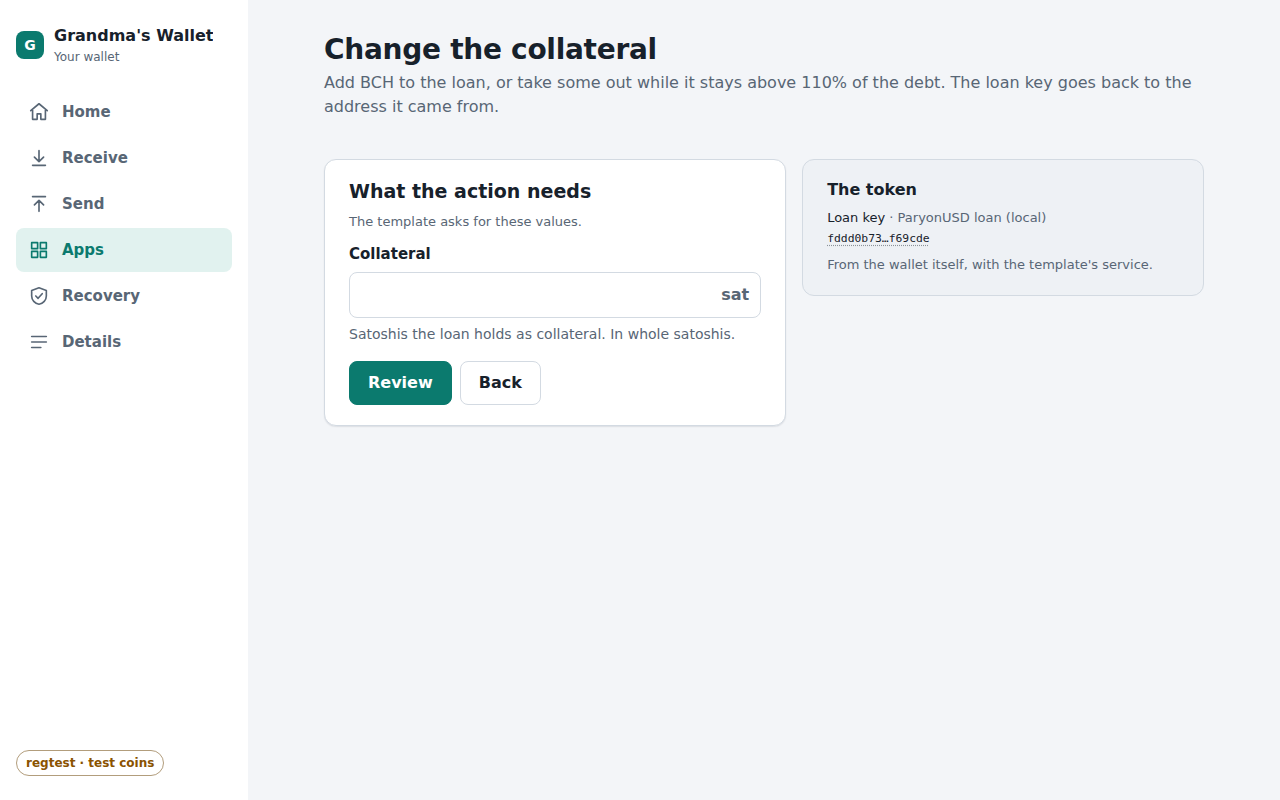 G
Grandma's Wallet
Your wallet
Home
Receive
Send
Apps
Recovery
Details
regtest · test coins
Change the collateral
Add BCH to the loan, or take some out while it stays above 110% of the debt. The loan key goes back to the
address it came from.
What the action needs
The template asks for these values.
Collateral
sat
Satoshis the loan holds as collateral. In whole satoshis.
Review
Back
The token
Loan key · ParyonUSD loan (local)
fddd0b73…f69cde
From the wallet itself, with the template's service.